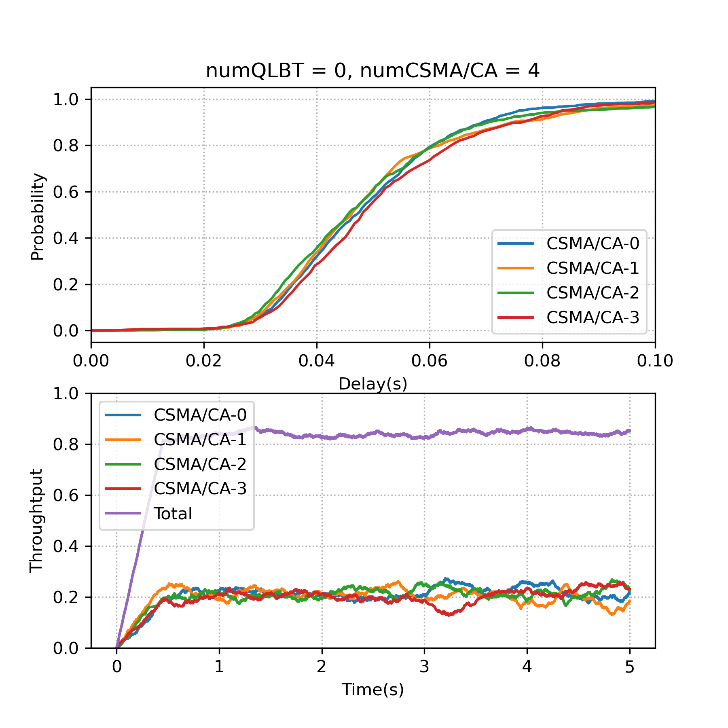 numQLBT = 0, numCSMA/CA = 4
1.0
0.8
0.6
0.4
0.2
0.0
Probability
CSMA/CA-0
CSMA/CA-1
CSMA/CA-2
CSMA/CA-3
0.00 0.02 0.04 0.06 0.08 0.10
Delay(s)
1.0
0.8
0.6
0.4
0.2
0.0
Throughtput
CSMA/CA-0
CSMA/CA-1
CSMA/CA-2
CSMA/CA-3
Total
0 1 2 3 4 5
Time(s)